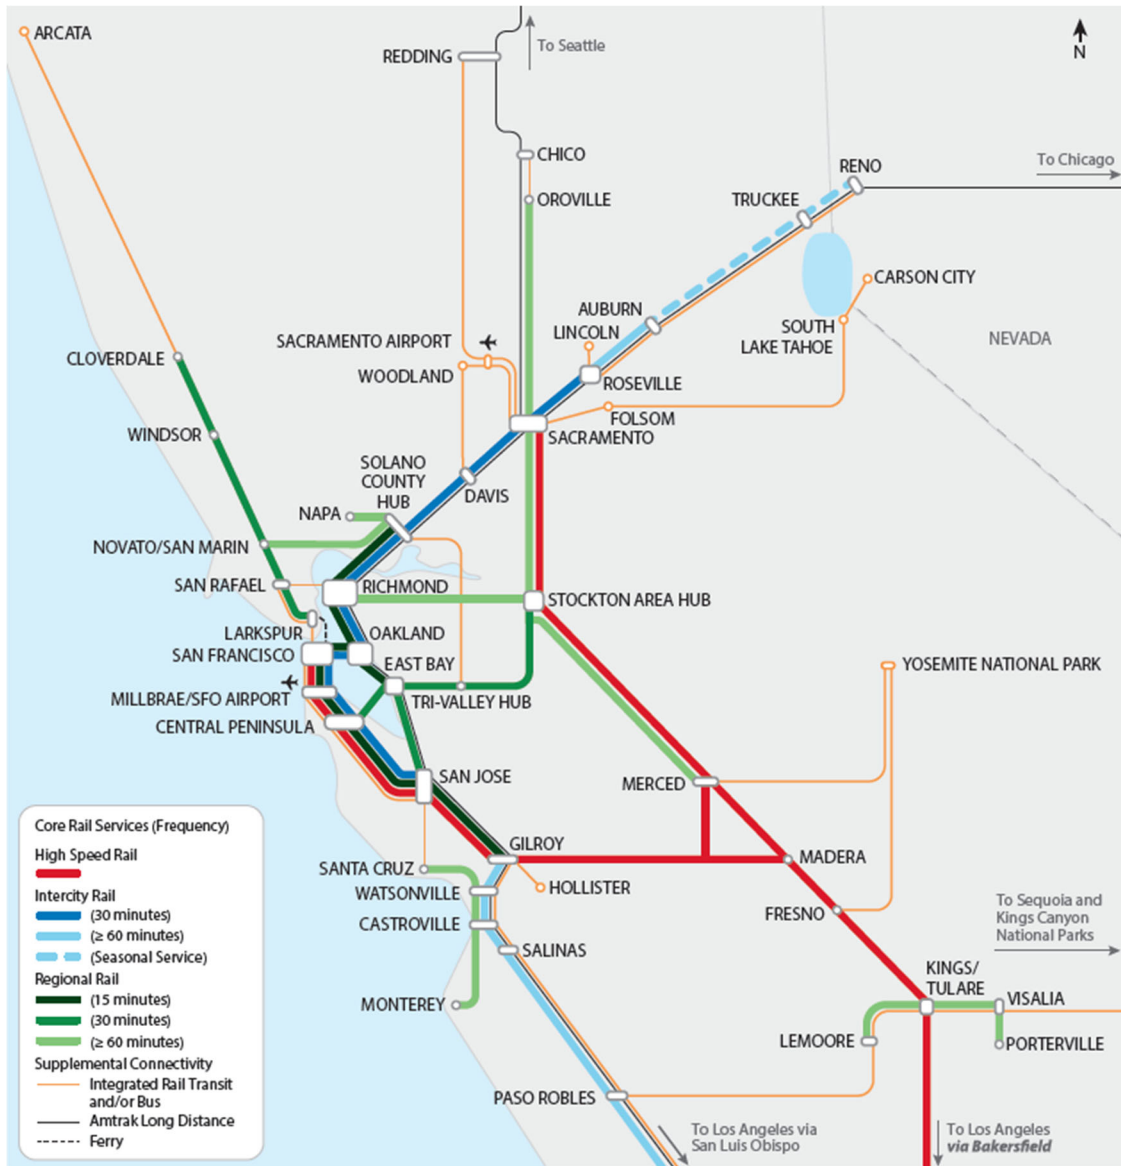 ARCATA
REDDING
To Seattle
N
CHICO
OROVILLE
RENO
To Chicago
TRUCKEE
CARSON CITY
AUBURN
LINCOLN
SACRAMENTO AIRPORT
WOODLAND
SOUTH
LAKE TAHOE
NEVADA
CLOVERDALE
ROSEVILLE
FOLSOM
WINDSOR
SACRAMENTO
SOLANO
COUNTY
HUB
DAVIS
NAPA
NOVATO/SAN MARIN
SAN RAFAEL
RICHMOND
STOCKTON AREA HUB
LARKSPUR
OAKLAND
SAN FRANCISCO
EAST BAY
YOSEMITE NATIONAL PARK
MILLBRAE/SFO AIRPORT
TRI-VALLEY HUB
CENTRAL PENINSULA
SAN JOSE
MERCED
GILROY
MADERA
SANTA CRUZ
HOLLISTER
WATSONVILLE
CASTROVILLE
FRESNO
To Sequoia and
Kings Canyon
National Parks
SALINAS
KINGS/
TULARE
VISALIA
MONTEREY
LEMOORE
PORTERVILLE
PASO ROBLES
To Los Angeles via
San Luis Obispo
To Los Angeles
via Bakersfield
Core Rail Services (Frequency)
High Speed Rail
Intercity Rail
(30 minutes)
(≥ 60 minutes)
(Seasonal Service)
Regional Rail
(15 minutes)
(30 minutes)
(≥ 60 minutes)
Supplemental Connectivity
Integrated Rail Transit
and/or Bus
Amtrak Long Distance
Ferry